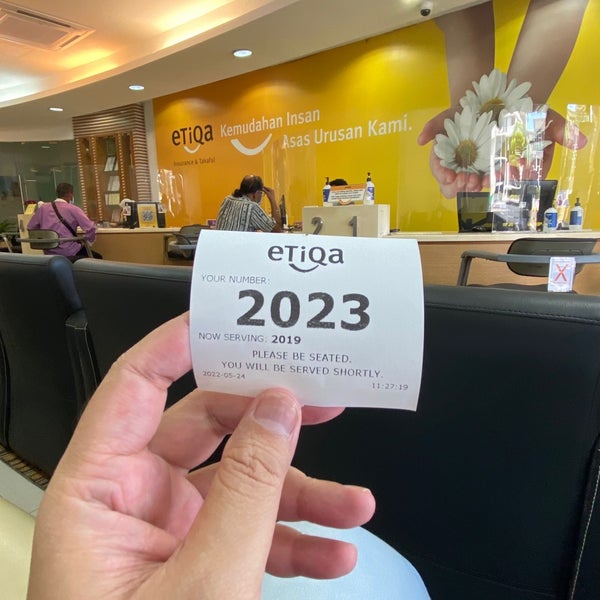 eTiQa
Insurance & Takaful
Kemudahan Insan
Asas Urusan Kami.
2 1
eTiQa
YOUR NUMBER:
2023
NOW SERVING: 2019
PLEASE BE SEATED.
YOU WILL BE SERVED SHORTLY.
2022-05-24 11:27:19